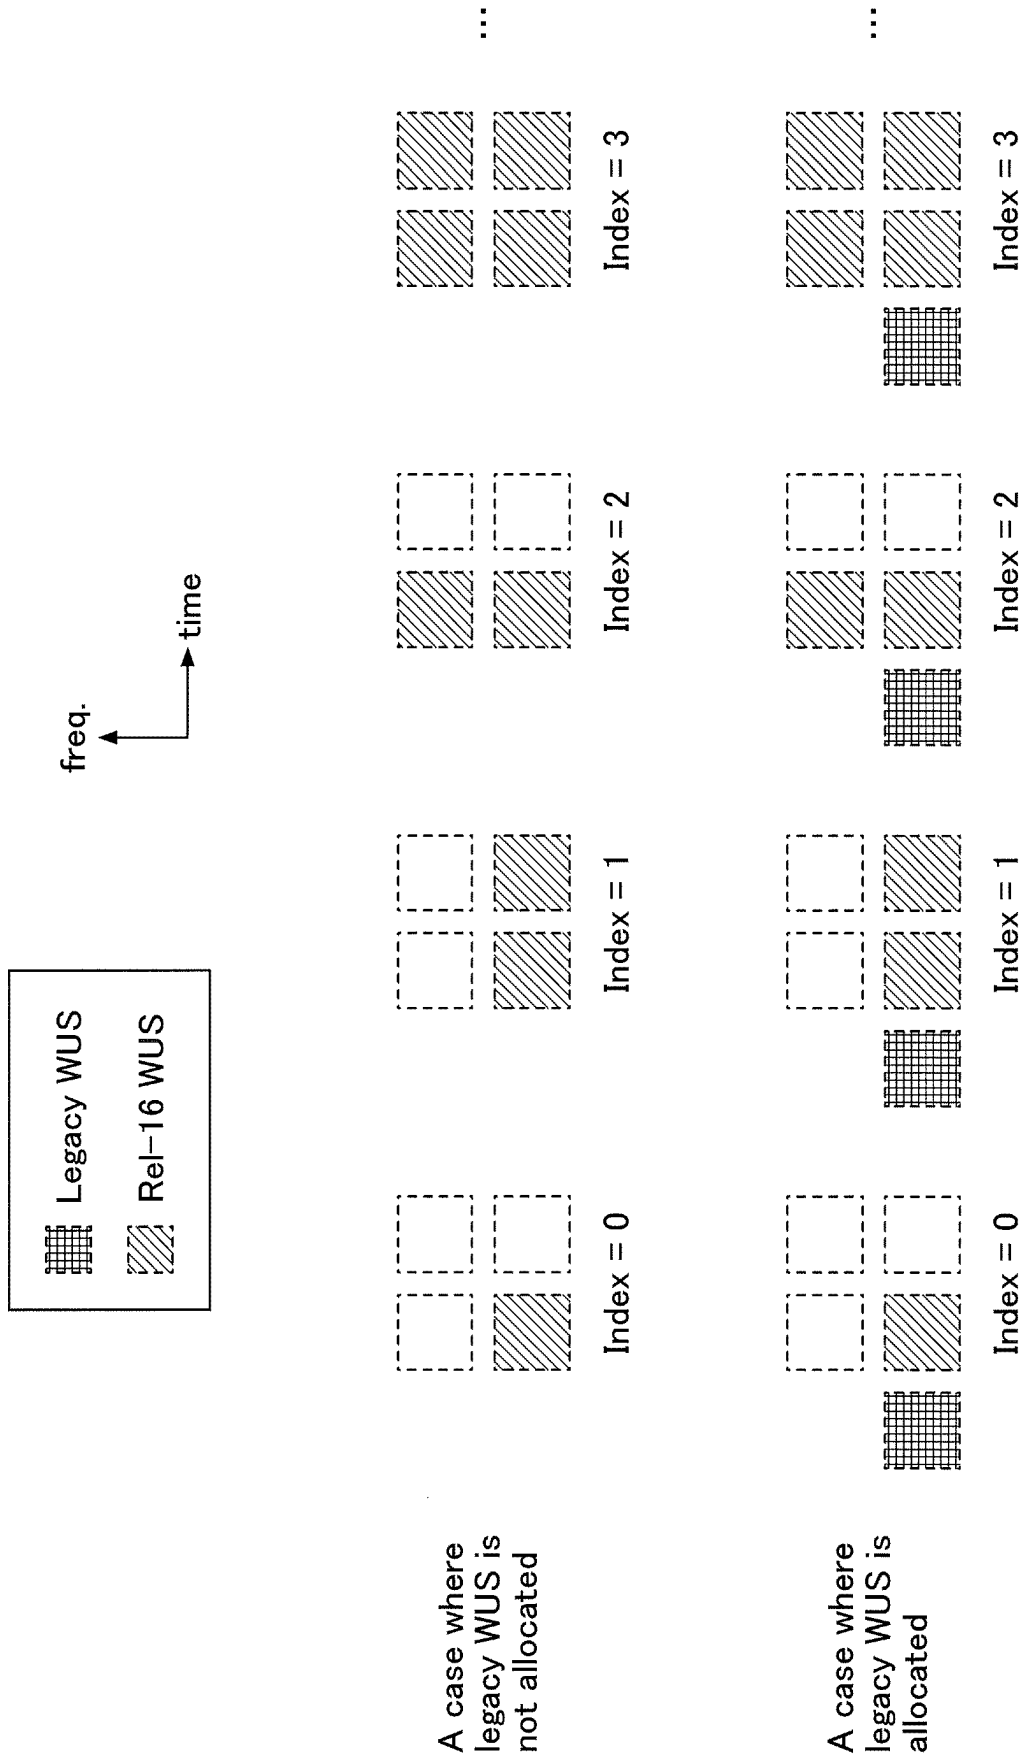 Legacy WUS
Rel-16 WUS
freq.
time
A case where
legacy WUS is
not allocated
Index = 0
Index = 1
Index = 2
Index = 3
...
A case where
legacy WUS is
allocated
Index = 0
Index = 1
Index = 2
Index = 3
...